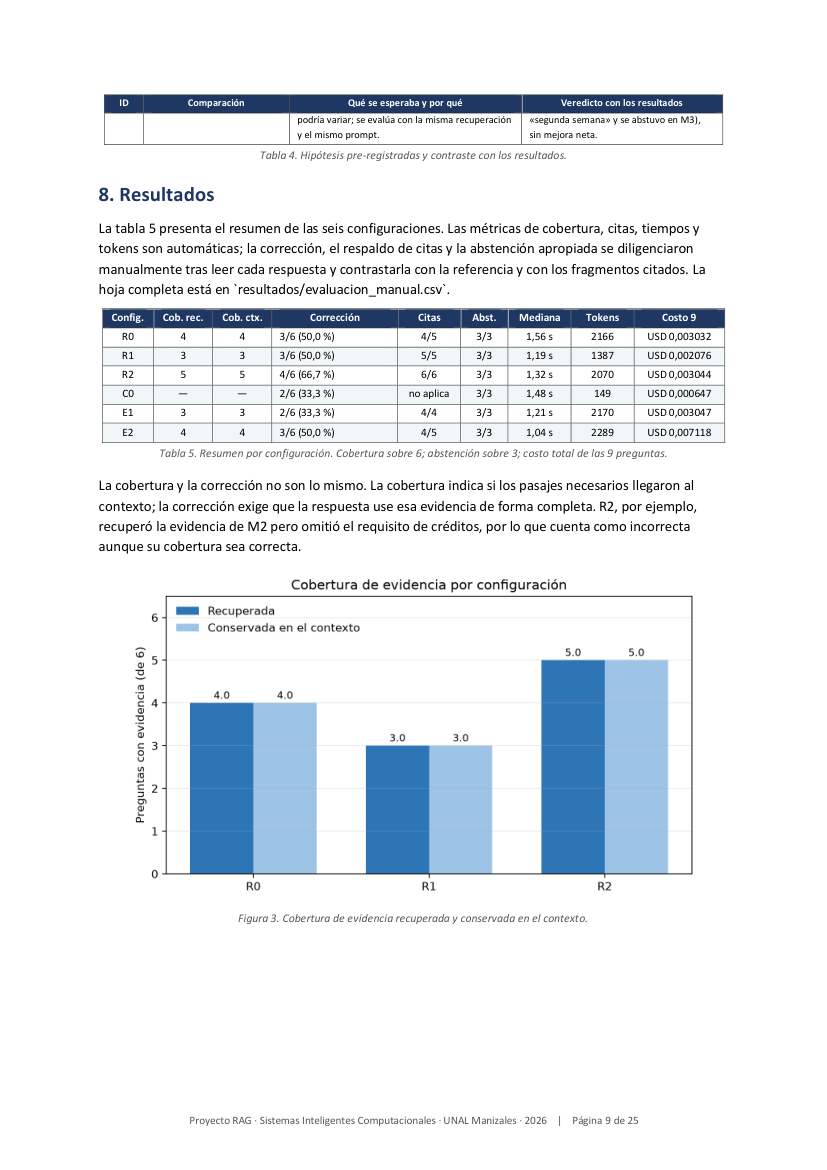 ID Comparación Qué se esperaba y por qué Veredicto con los resultados
podría variar; se evalúa con la misma recuperación «segunda semana» y se abstuvo en M3),
y el mismo prompt. sin mejora neta.
Tabla 4. Hipótesis pre-registradas y contraste con los resultados.
8. Resultados
La tabla 5 presenta el resumen de las seis configuraciones. Las métricas de cobertura, citas, tiempos y
tokens son automáticas; la corrección, el respaldo de citas y la abstención apropiada se diligenciaron
manualmente tras leer cada respuesta y contrastarla con la referencia y con los fragmentos citados. La
hoja completa está en `resultados/evaluacion_manual.csv`.
Config. Cob. rec. Cob. ctx. Corrección Citas Abst. Mediana Tokens Costo 9
R0 4 4 3/6 (50,0 %) 4/5 3/3 1,56 s 2166 USD 0,003032
R1 3 3 3/6 (50,0 %) 5/5 3/3 1,19 s 1387 USD 0,002076
R2 5 5 4/6 (66,7 %) 6/6 3/3 1,32 s 2070 USD 0,003044
C0 — — 2/6 (33,3 %) no aplica 3/3 1,48 s 149 USD 0,000647
E1 3 3 2/6 (33,3 %) 4/4 3/3 1,21 s 2170 USD 0,003047
E2 4 4 3/6 (50,0 %) 4/5 3/3 1,04 s 2289 USD 0,007118
Tabla 5. Resumen por configuración. Cobertura sobre 6; abstención sobre 3; costo total de las 9 preguntas.
La cobertura y la corrección no son lo mismo. La cobertura indica si los pasajes necesarios llegaron al
contexto; la corrección exige que la respuesta use esa evidencia de forma completa. R2, por ejemplo,
recuperó la evidencia de M2 pero omitió el requisito de créditos, por lo que cuenta como incorrecta
aunque su cobertura sea correcta.
Cobertura de evidencia por configuración
Recuperada
Conservada en el contexto
Preguntas con evidencia (de 6)
6
5
4
3
2
1
0
4.0 4.0
3.0 3.0
5.0 5.0
R0 R1 R2
Figura 3. Cobertura de evidencia recuperada y conservada en el contexto.
Proyecto RAG · Sistemas Inteligentes Computacionales · UNAL Manizales · 2026 | Página 9 de 25